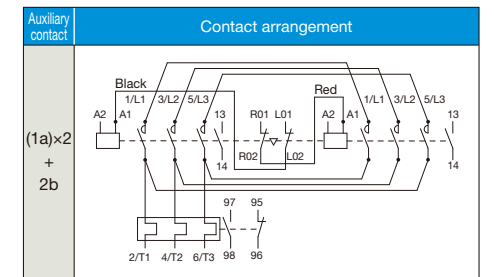 Auxiliary
contact
Contact arrangement
(1a)×2
+
2b
Black
Red
1/L1 3/L2 5/L3
1/L1 3/L2 5/L3
A2 A1
13
R01 L01
A2 A1
13
14
R02
L02
14
97 95
2/T1 4/T2 6/T3 98 96